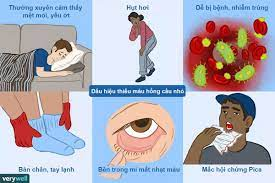 Thường xuyên cảm thấy
mệt mỏi, yếu ớt
Hụt hơi
Dễ bị bệnh, nhiễm trùng
Dấu hiệu thiếu máu hồng cầu nhỏ
Bàn chân, tay lạnh
Bên trong mí mắt nhạt màu
Mắc hội chứng Pica
verywell